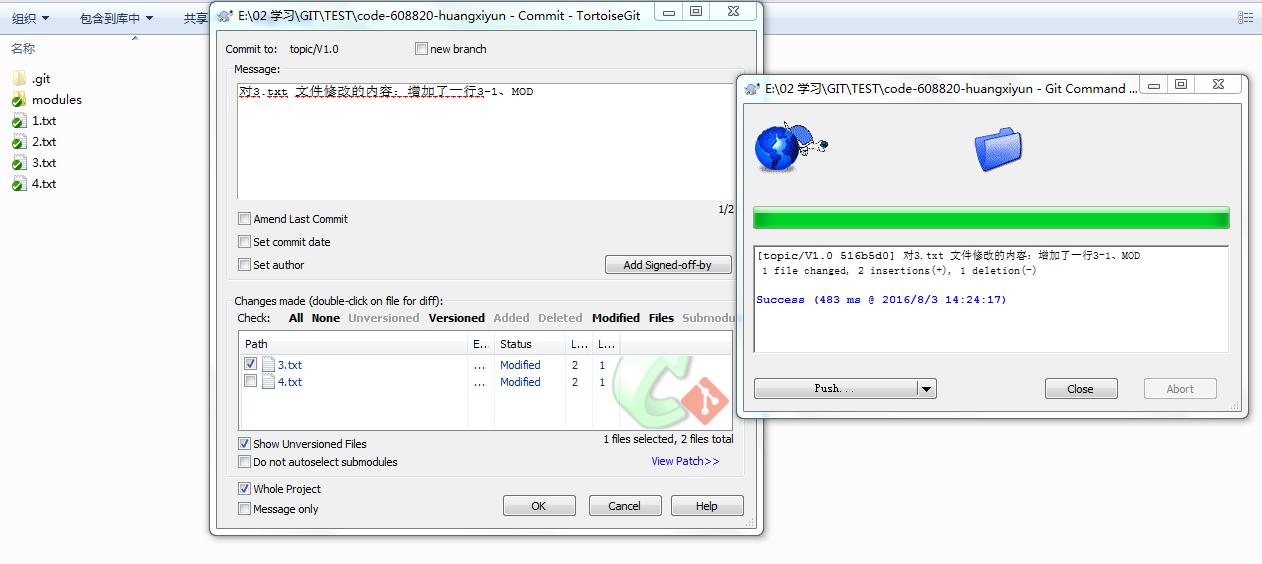 组织 包含到库中 共享
名称
.git
modules
1.txt
2.txt
3.txt
4.txt
E:\02 学习\GIT\TEST\code-608820-huangxiyun - Commit - TortoiseGit
Commit to: topic/V1.0 new branch
Message:
对3.txt 文件修改的内容：增加了一行3-1、MOD
1/2
Amend Last Commit
Set commit date
Set author
Add Signed-off-by
Changes made (double-click on file for diff):
Check: All None Unversioned Versioned Added Deleted Modified Files Submodu
Path E... Status L... L...
3.txt ... Modified 2 1
4.txt ... Modified 2 1
Show Unversioned Files
1 files selected, 2 files total
Do not autoselect submodules
View Patch>>
Whole Project
Message only
OK Cancel Help
E:\02 学习\GIT\TEST\code-608820-huangxiyun - Git Command ...
[topic/V1.0 516b5d0] 对3.txt 文件修改的内容：增加了一行3-1、MOD
1 file changed, 2 insertions(+), 1 deletion(-)
Success (483 ms @ 2016/8/3 14:24:17)
Push... Close Abort